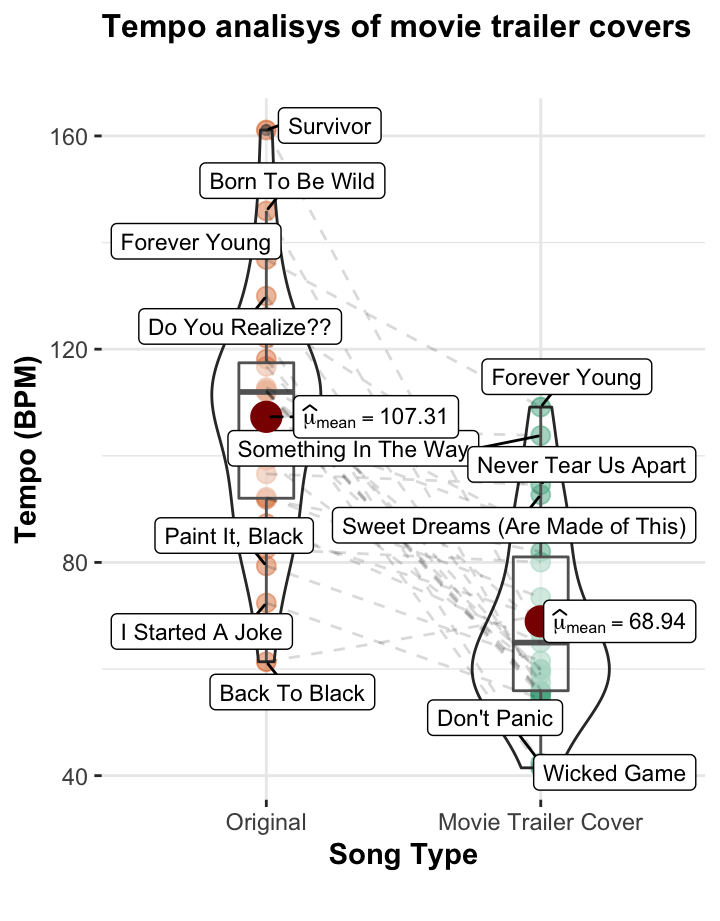 Tempo analisys of movie trailer covers
Tempo (BPM)
160
120
80
40
Survivor
Born To Be Wild
Forever Young
Do You Realize??
Forever Young
μ̂mean = 107.31
Something In The Way
Never Tear Us Apart
Sweet Dreams (Are Made of This)
Paint It, Black
μ̂mean = 68.94
I Started A Joke
Back To Black
Don't Panic
Wicked Game
Original
Movie Trailer Cover
Song Type